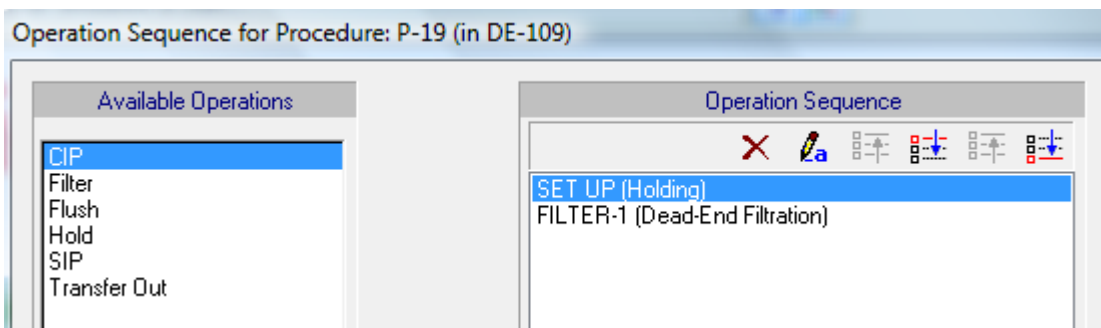 Operation Sequence for Procedure: P-19 (in DE-109)
Available Operations
CIP
Filter
Flush
Hold
SIP
Transfer Out
Operation Sequence
a
SET UP (Holding)
FILTER-1 (Dead-End Filtration)